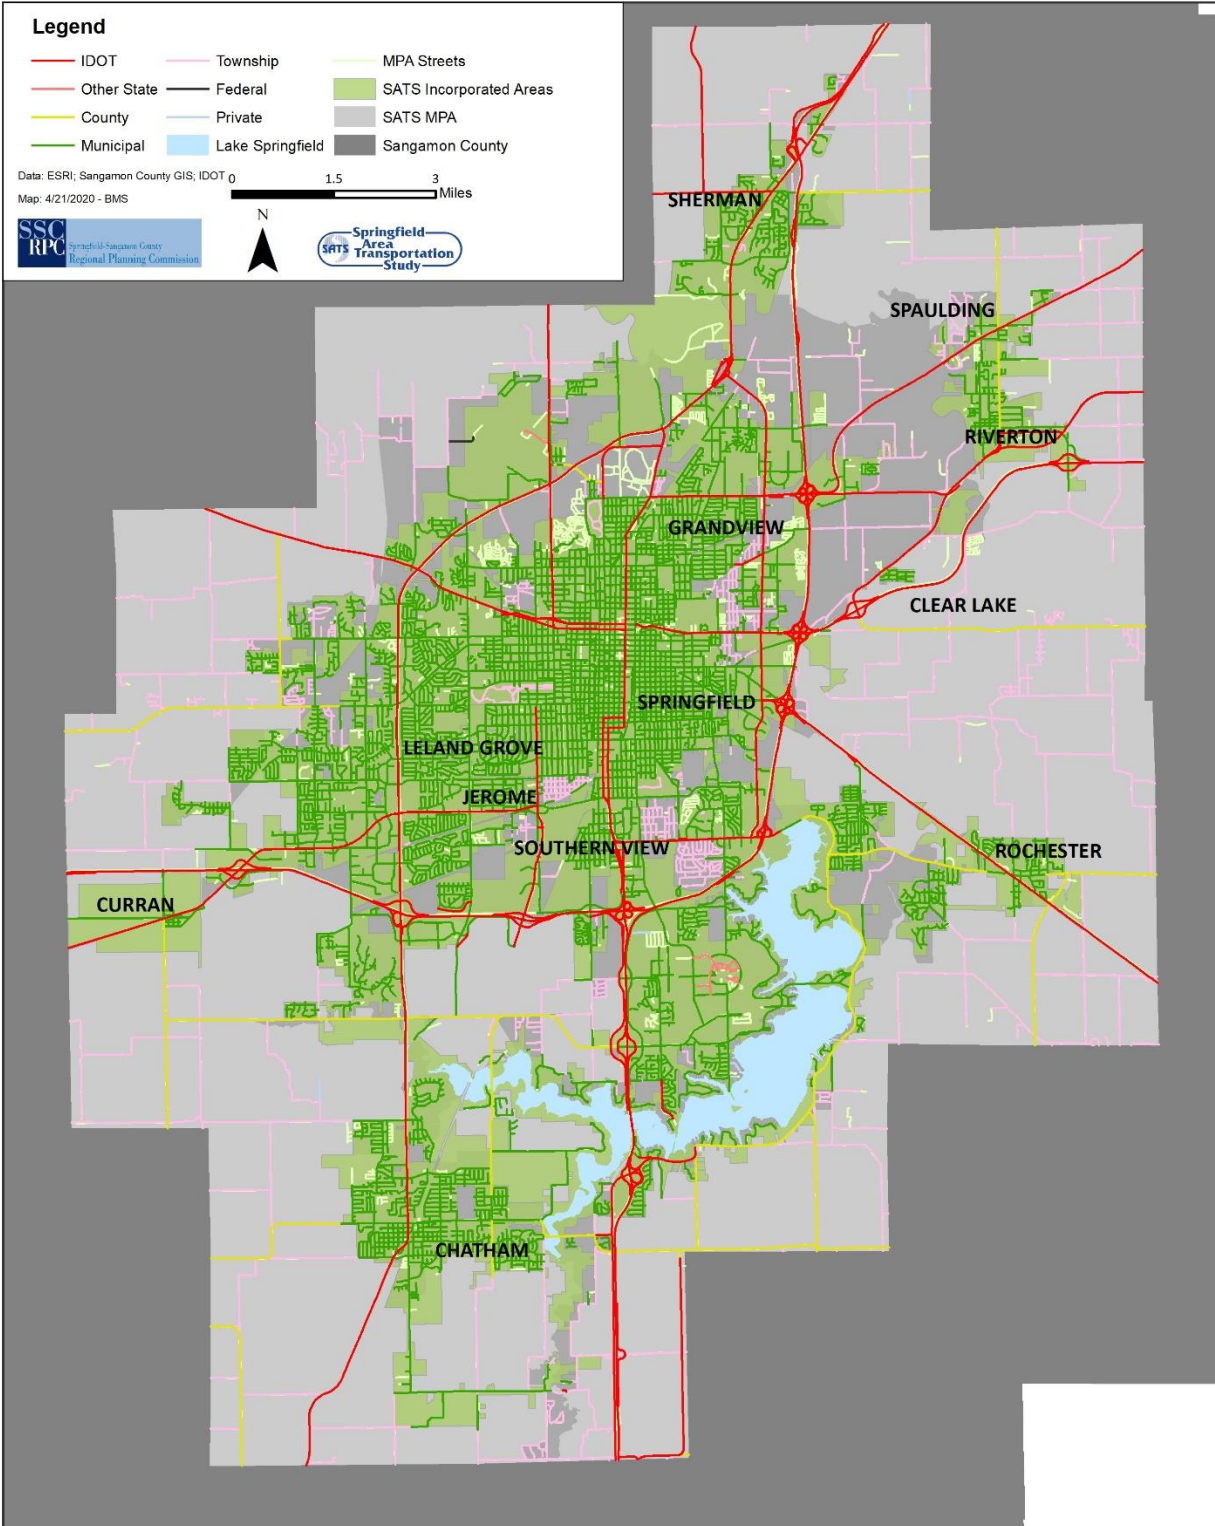 Legend
IDOT
Township
MPA Streets
Other State
Federal
SATS Incorporated Areas
County
Private
SATS MPA
Municipal
Lake Springfield
Sangamon County
Data: ESRI; Sangamon County GIS; IDOT
Map: 4/21/2020 - BMS
0 1.5 3
Miles
N
SSC
RPC
Springfield-Sangamon County
Regional Planning Commission
SATS
Springfield
Area
Transportation
Study
SHERMAN
SPAULDING
RIVERTON
GRANDVIEW
CLEAR LAKE
SPRINGFIELD
LELAND GROVE
JEROME
SOUTHERN VIEW
ROCHESTER
CURRAN
CHATHAM